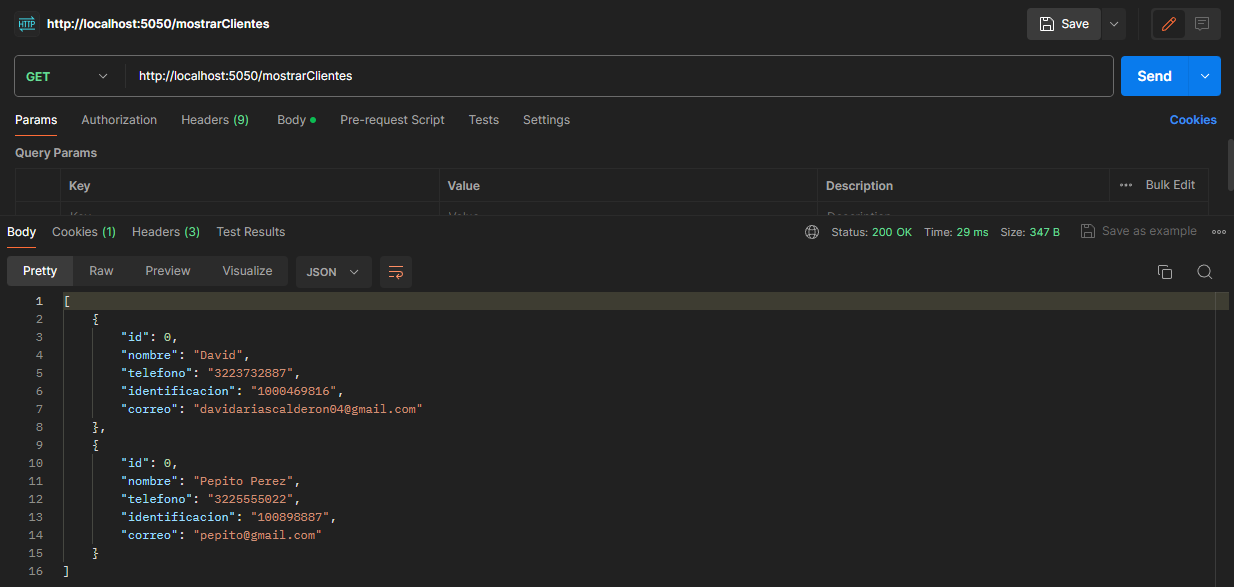 HTTP http://localhost:5050/mostrarClientes Save
GET http://localhost:5050/mostrarClientes Send
Params Authorization Headers (9) Body Pre-request Script Tests Settings Cookies
Query Params
Key Value Description ••• Bulk Edit
Key Value Description
Body Cookies (1) Headers (3) Test Results Status: 200 OK Time: 29 ms Size: 347 B Save as example
Pretty Raw Preview Visualize JSON
1 [
2 {
3 "id": 0,
4 "nombre": "David",
5 "telefono": "3223732887",
6 "identificacion": "1000469816",
7 "correo": "davidariascalderon04@gmail.com"
8 },
9 {
10 "id": 0,
11 "nombre": "Pepito Perez",
12 "telefono": "3225555022",
13 "identificacion": "100898887",
14 "correo": "pepito@gmail.com"
15 }
16 ]